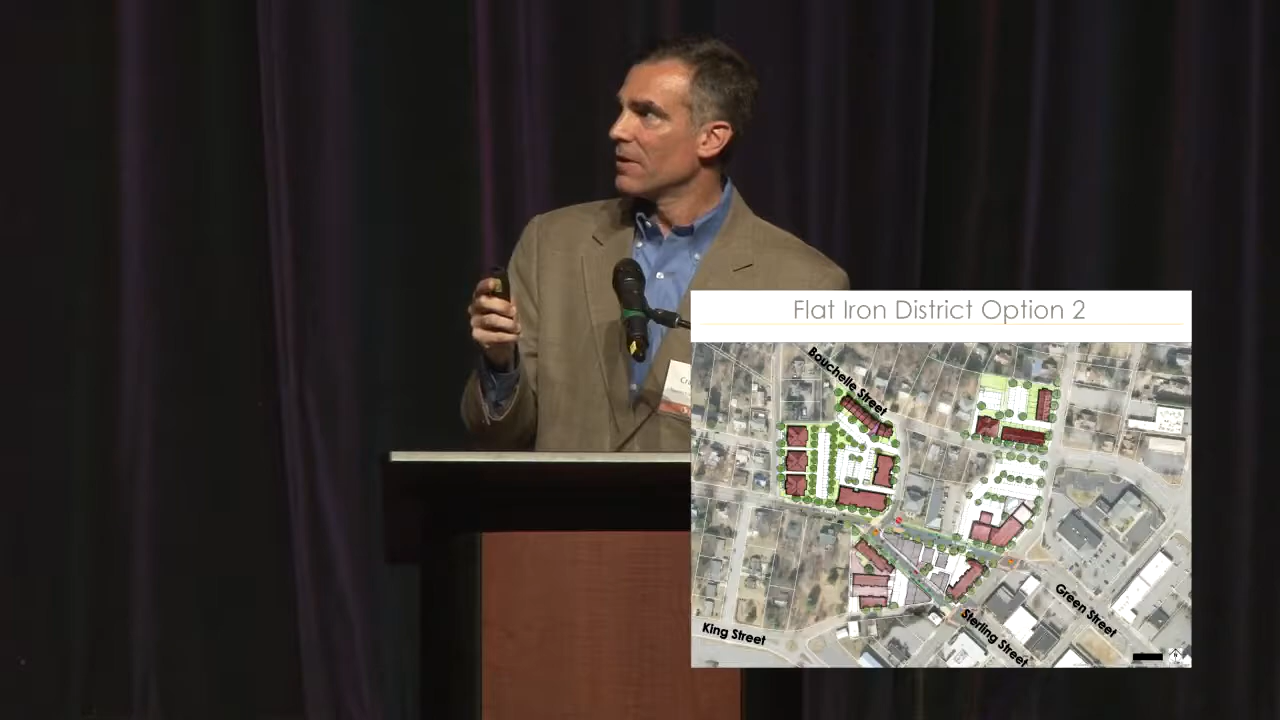 Flat Iron District Option 2
Bouchelle Street
King Street
Sterling Street
Green Street